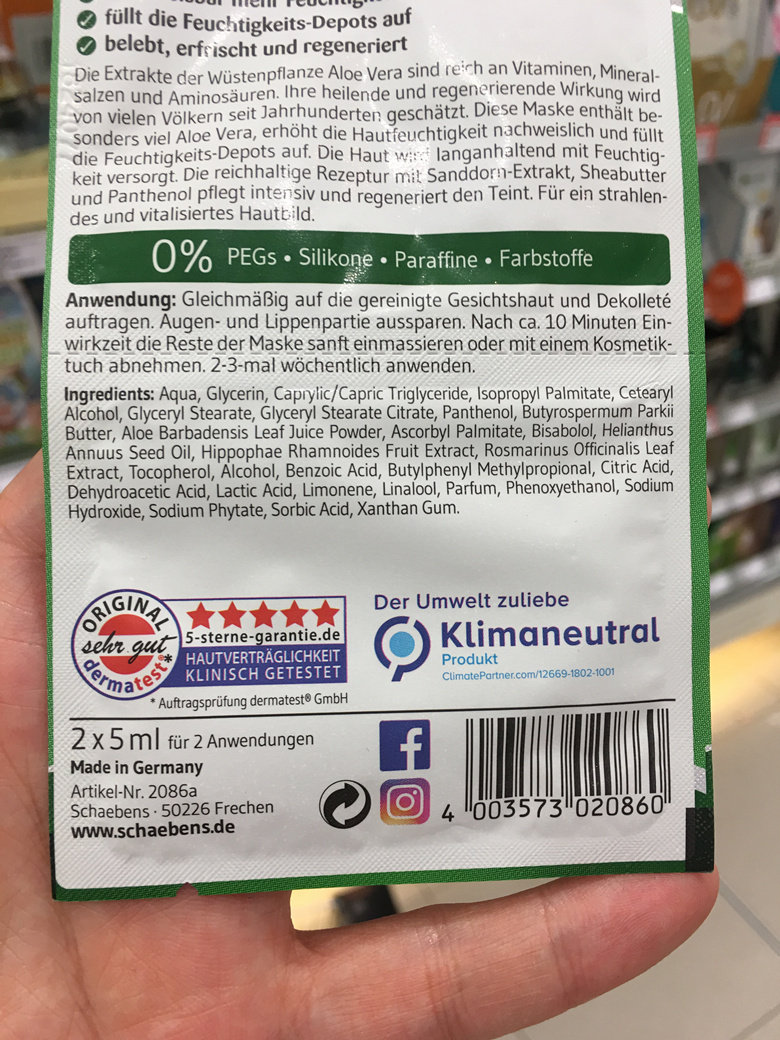 füllt die Feuchtigkeits-Depots auf
belebt, erfrischt und regeneriert
Die Extrakte der Wüstenpflanze Aloe Vera sind reich an Vitaminen, Mineral-
salzen und Aminosäuren. Ihre heilende und regenerierende Wirkung wird
von vielen Völkern seit Jahrhunderten geschätzt. Diese Maske enthält be-
sonders viel Aloe Vera, erhöht die Hautfeuchtigkeit nachweislich und füllt
die Feuchtigkeits-Depots auf. Die Haut wird langanhaltend mit Feuchtig-
keit versorgt. Die reichhaltige Rezeptur mit Sanddorn-Extrakt, Sheabutter
und Panthenol pflegt intensiv und regeneriert den Teint. Für ein strahlen-
des und vitalisiertes Hautbild.
0% PEGs • Silikone • Paraffine • Farbstoffe
Anwendung: Gleichmäßig auf die gereinigte Gesichtshaut und Dekolleté
auftragen. Augen- und Lippenpartie aussparen. Nach ca. 10 Minuten Ein-
wirkzeit die Reste der Maske sanft einmassieren oder mit einem Kosmetik-
tuch abnehmen. 2-3-mal wöchentlich anwenden.
Ingredients: Aqua, Glycerin, Caprylic/Capric Triglyceride, Isopropyl Palmitate, Cetearyl
Alcohol, Glyceryl Stearate, Glyceryl Stearate Citrate, Panthenol, Butyrospermum Parkii
Butter, Aloe Barbadensis Leaf Juice Powder, Ascorbyl Palmitate, Bisabolol, Helianthus
Annuus Seed Oil, Hippophae Rhamnoides Fruit Extract, Rosmarinus Officinalis Leaf
Extract, Tocopherol, Alcohol, Benzoic Acid, Butylphenyl Methylpropional, Citric Acid,
Dehydroacetic Acid, Lactic Acid, Limonene, Linalool, Parfum, Phenoxyethanol, Sodium
Hydroxide, Sodium Phytate, Sorbic Acid, Xanthan Gum.
ORIGINAL
sehr gut
dermatest®*
5-sterne-garantie.de
HAUTVERTRÄGLICHKEIT
KLINISCH GETESTET
* Auftragsprüfung dermatest® GmbH
Der Umwelt zuliebe
Klimaneutral
Produkt
ClimatePartner.com/12669-1802-1001
2 x 5 ml für 2 Anwendungen
Made in Germany
Artikel-Nr. 2086a
Schaebens · 50226 Frechen
www.schaebens.de
4 003573 020860